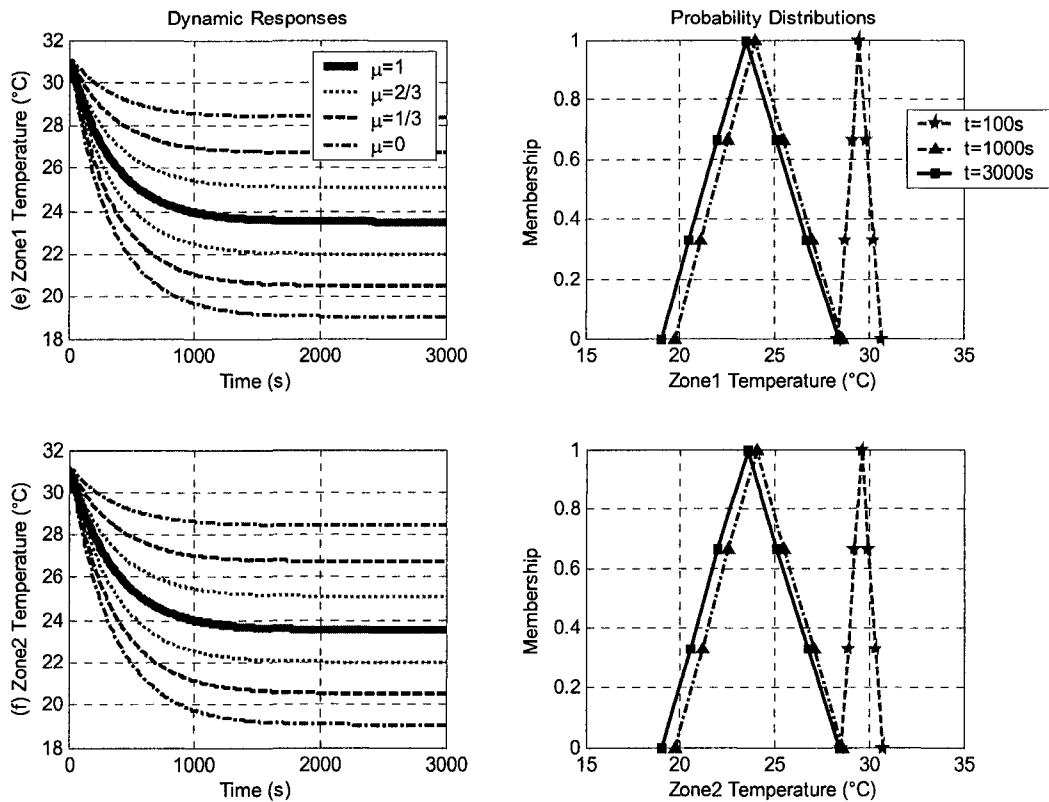 Dynamic Responses
32
30
28
26
24
22
20
18
0
1000
2000
3000
(e) Zone1 Temperature (°C)
Time (s)
μ=1
μ=2/3
μ=1/3
μ=0
Probability Distributions
1
0.8
0.6
0.4
0.2
0
15
20
25
30
35
Membership
Zone1 Temperature (°C)
t=100s
t=1000s
t=3000s
32
30
28
26
24
22
20
18
0
1000
2000
3000
(f) Zone2 Temperature (°C)
Time (s)
1
0.8
0.6
0.4
0.2
0
15
20
25
30
35
Membership
Zone2 Temperature (°C)